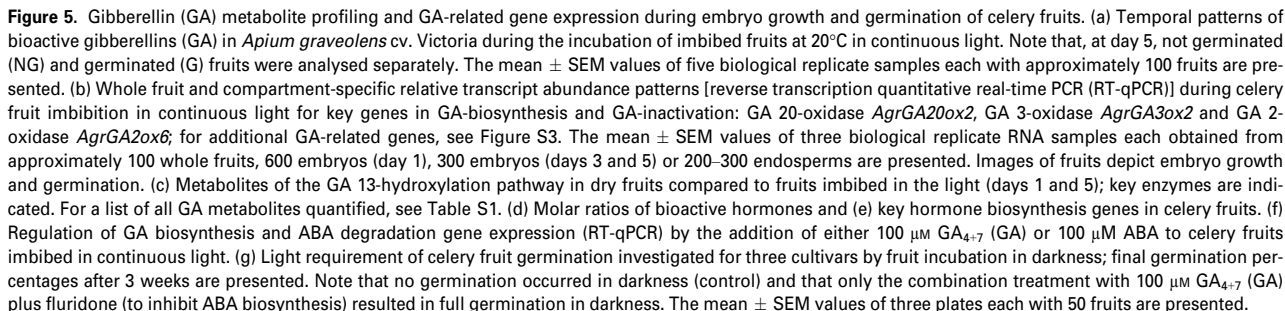 Figure 5. Gibberellin (GA) metabolite profiling and GA-related gene expression during embryo growth and germination of celery fruits. (a) Temporal patterns of
bioactive gibberellins (GA) in Apium graveolens cv. Victoria during the incubation of imbibed fruits at 20°C in continuous light. Note that, at day 5, not germinated
(NG) and germinated (G) fruits were analysed separately. The mean ± SEM values of five biological replicate samples each with approximately 100 fruits are pre-
sented. (b) Whole fruit and compartment-specific relative transcript abundance patterns [reverse transcription quantitative real-time PCR (RT-qPCR)] during celery
fruit imbibition in continuous light for key genes in GA-biosynthesis and GA-inactivation: GA 20-oxidase AgrGA20ox2, GA 3-oxidase AgrGA3ox2 and GA 2-
oxidase AgrGA2ox6; for additional GA-related genes, see Figure S3. The mean ± SEM values of three biological replicate RNA samples each obtained from
approximately 100 whole fruits, 600 embryos (day 1), 300 embryos (days 3 and 5) or 200–300 endosperms are presented. Images of fruits depict embryo growth
and germination. (c) Metabolites of the GA 13-hydroxylation pathway in dry fruits compared to fruits imbibed in the light (days 1 and 5); key enzymes are indi-
cated. For a list of all GA metabolites quantified, see Table S1. (d) Molar ratios of bioactive hormones and (e) key hormone biosynthesis genes in celery fruits. (f)
Regulation of GA biosynthesis and ABA degradation gene expression (RT-qPCR) by the addition of either 100 μM GA4+7 (GA) or 100 μM ABA to celery fruits
imbibed in continuous light. (g) Light requirement of celery fruit germination investigated for three cultivars by fruit incubation in darkness; final germination per-
centages after 3 weeks are presented. Note that no germination occurred in darkness (control) and that only the combination treatment with 100 μM GA4+7 (GA)
plus fluridone (to inhibit ABA biosynthesis) resulted in full germination in darkness. The mean ± SEM values of three plates each with 50 fruits are presented.